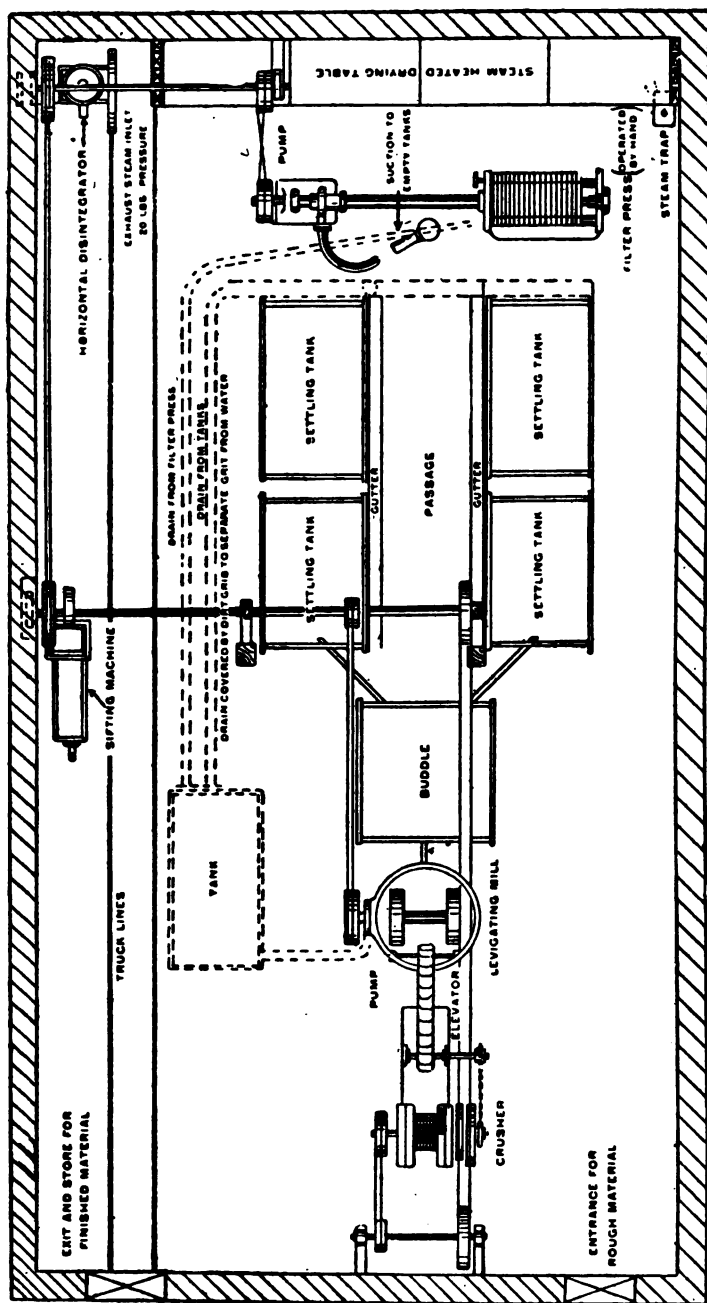 STEAM HEATED DRYING TABLE
HORIZONTAL DISINTEGRATOR
EXHAUST STEAM INLET
20 LBS PRESSURE
PUMP
SUCTION TO
EMPTY TANKS
FILTER PRESS (OPERATED
BY HAND)
STEAM TRAP
DRAIN FROM FILTER PRESS
DRAIN FROM TANKS
DRAIN COVERED BY DIRT GRIB TO SEPARATE GRIT FROM WATER
SETTLING TANK
SETTLING TANK
GUTTER
PASSAGE
GUTTER
SETTLING TANK
SETTLING TANK
SIFTING MACHINE
BUDDLE
TANK
TRUCK LINES
PUMP
ELEVATOR
LEVIGATING MILL
CRUSHER
EXIT AND STORE FOR
FINISHED MATERIAL
ENTRANCE FOR
ROUGH MATERIAL